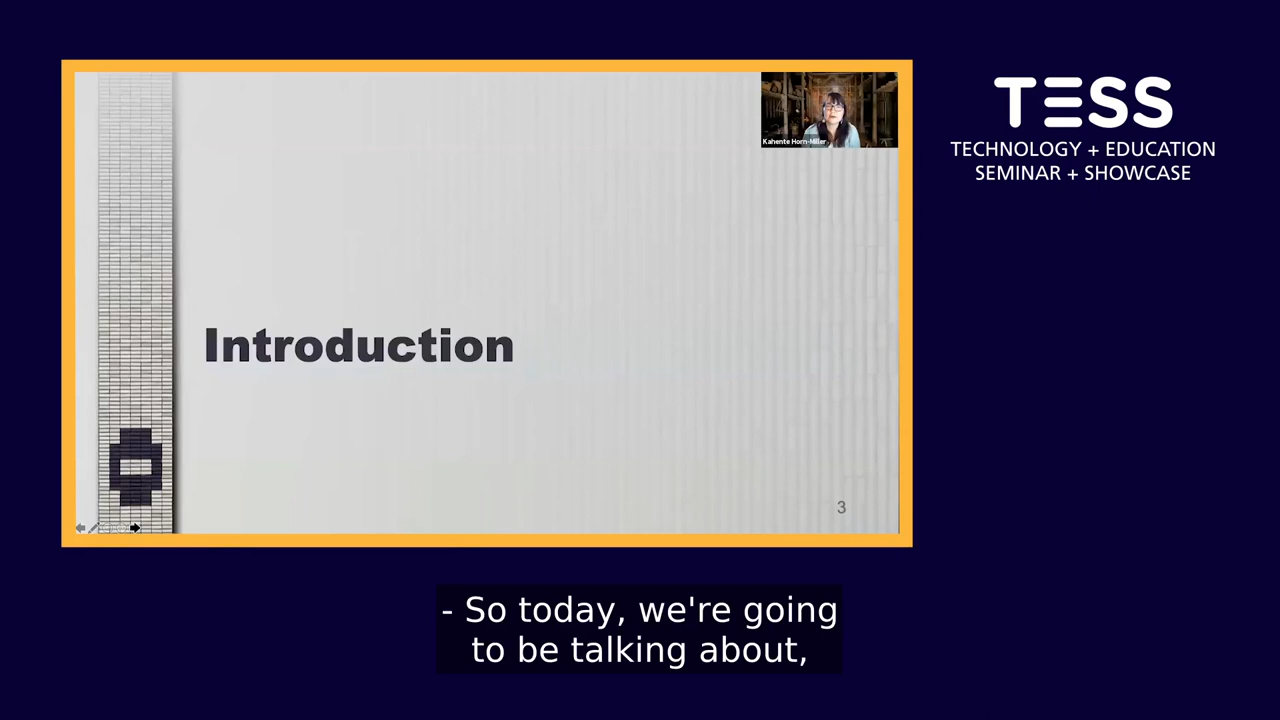 TESS
TECHNOLOGY + EDUCATION
SEMINAR + SHOWCASE
Kahente Horn-Miller
Introduction
3
- So today, we're going
to be talking about,